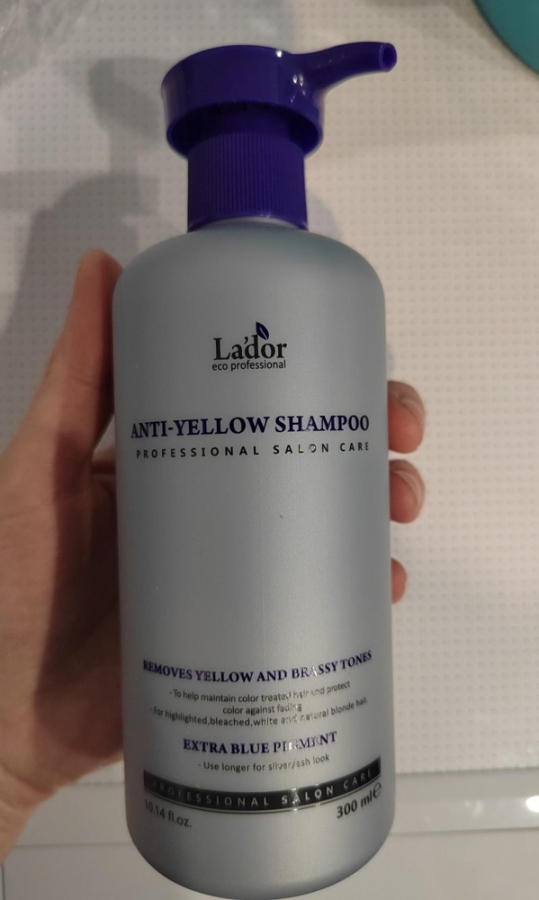 La'dor
eco professional
ANTI-YELLOW SHAMPOO
PROFESSIONAL SALON CARE
REMOVES YELLOW AND BRASSY TONES
- To help maintain color treated hair and protect
color against fading
- For highlighted,bleached,white and natural blonde hair.
EXTRA BLUE PIGMENT
- Use longer for silver/ash look
PROFESSIONAL SALON CARE
10.14 fl.oz.
300 ml℮